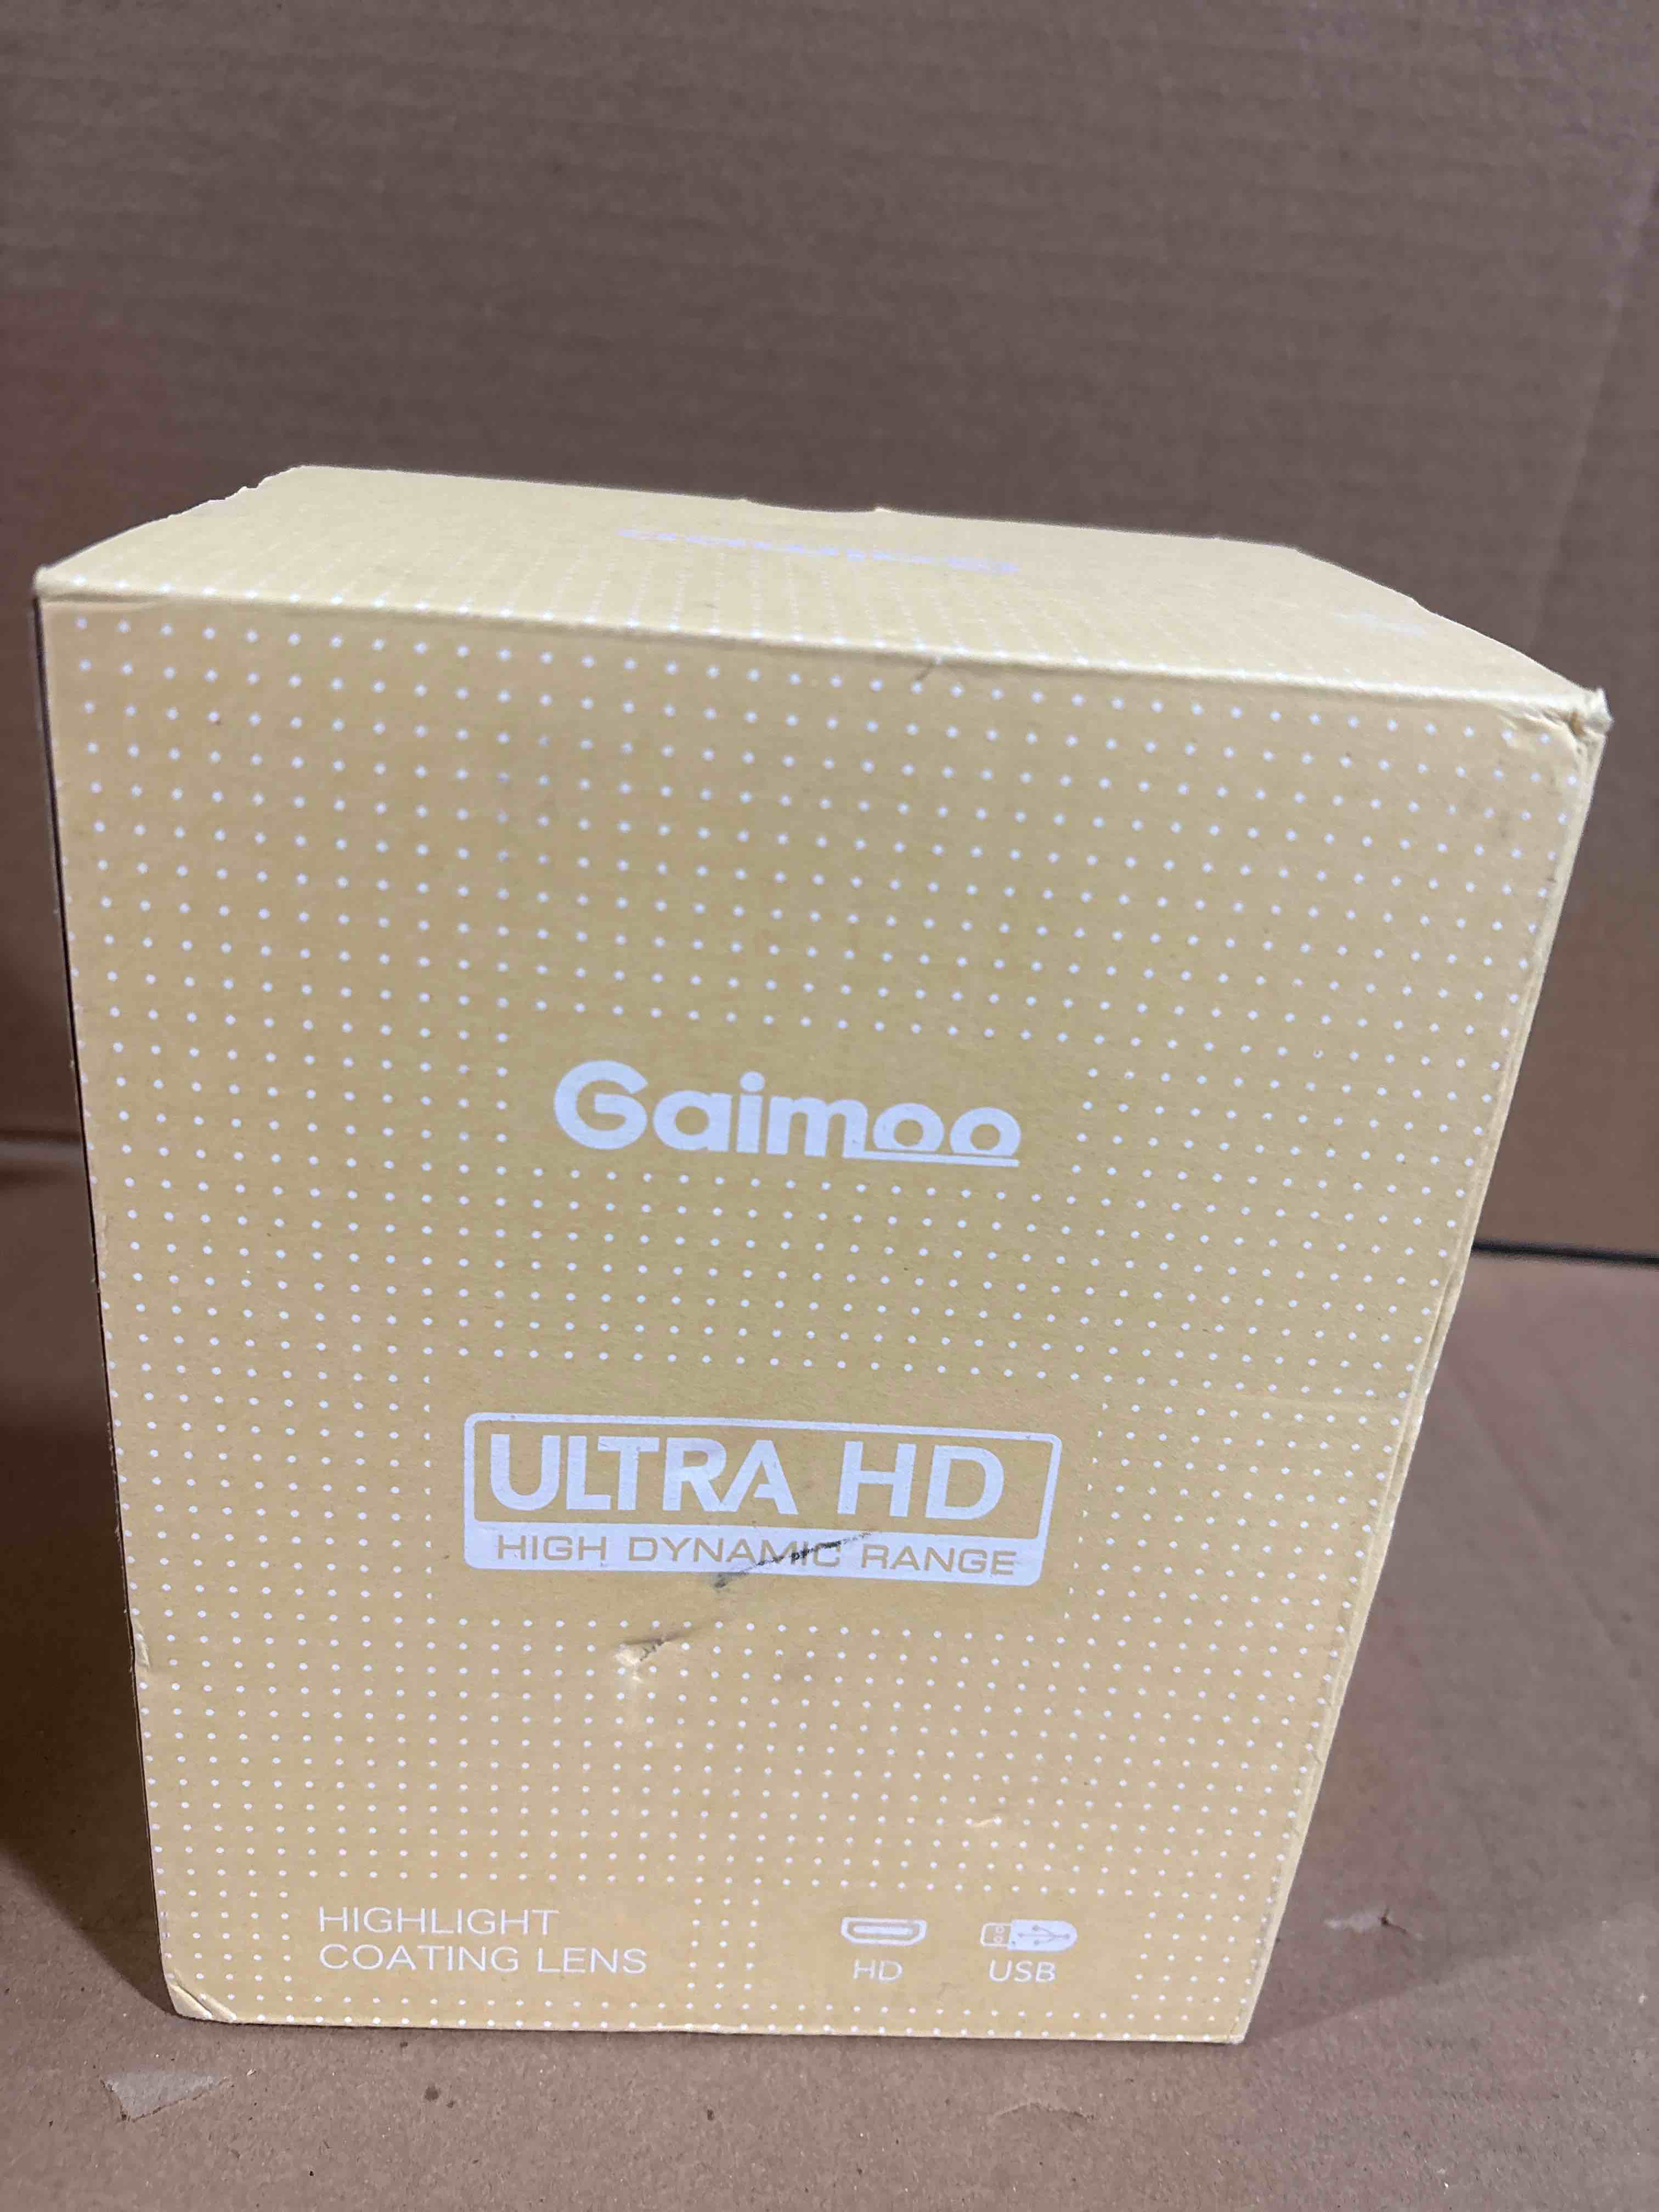 Gaimoo
ULTRA HD
HIGH DYNAMIC RANGE
HIGHLIGHT
COATING LENS
HD
USB